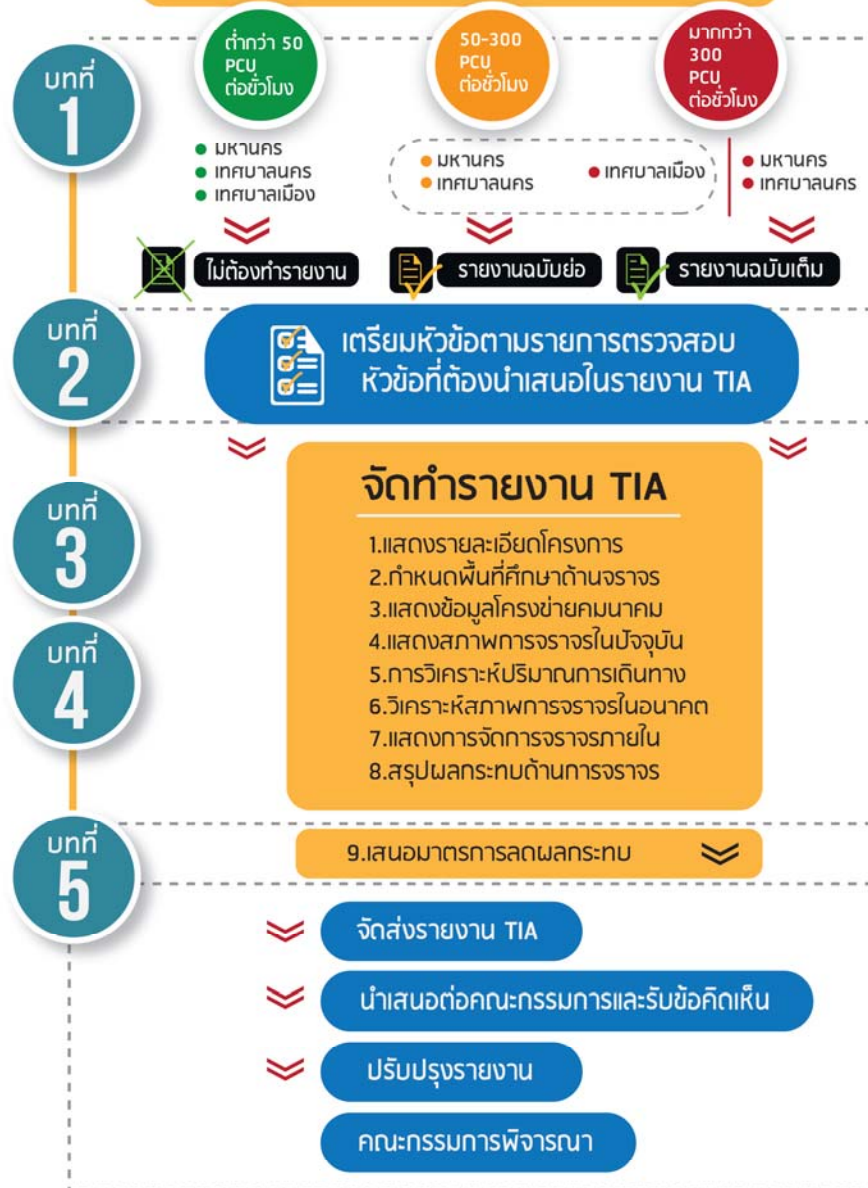 บทที่
1
ต่ำกว่า 50
PCU
ต่อชั่วโมง
50-300
PCU
ต่อชั่วโมง
มากกว่า
300
PCU
ต่อชั่วโมง
มหานคร
เทศบาลนคร
เทศบาลเมือง
มหานคร
เทศบาลนคร
เทศบาลเมือง
มหานคร
เทศบาลนคร
ไม่ต้องทำรายงาน
รายงานฉบับย่อ
รายงานฉบับเต็ม
บทที่
2
เตรียมหัวข้อตามรายการตรวจสอบ
หัวข้อที่ต้องนำเสนอในรายงาน TIA
บทที่
3
บทที่
4
จัดทำรายงาน TIA
1.แสดงรายละเอียดโครงการ
2.กำหนดพื้นที่ศึกษาด้านจราจร
3.แสดงข้อมูลโครงข่ายคมนาคม
4.แสดงสภาพการจราจรในปัจจุบัน
5.การวิเคราะห์ปริมาณการเดินทาง
6.วิเคราะห์สภาพการจราจรในอนาคต
7.แสดงการจัดการจราจรภายใน
8.สรุปผลกระทบด้านการจราจร
บทที่
5
9.เสนอมาตรการลดผลกระทบ
จัดส่งรายงาน TIA
นำเสนอต่อคณะกรรมการและรับข้อคิดเห็น
ปรับปรุงรายงาน
คณะกรรมการพิจารณา